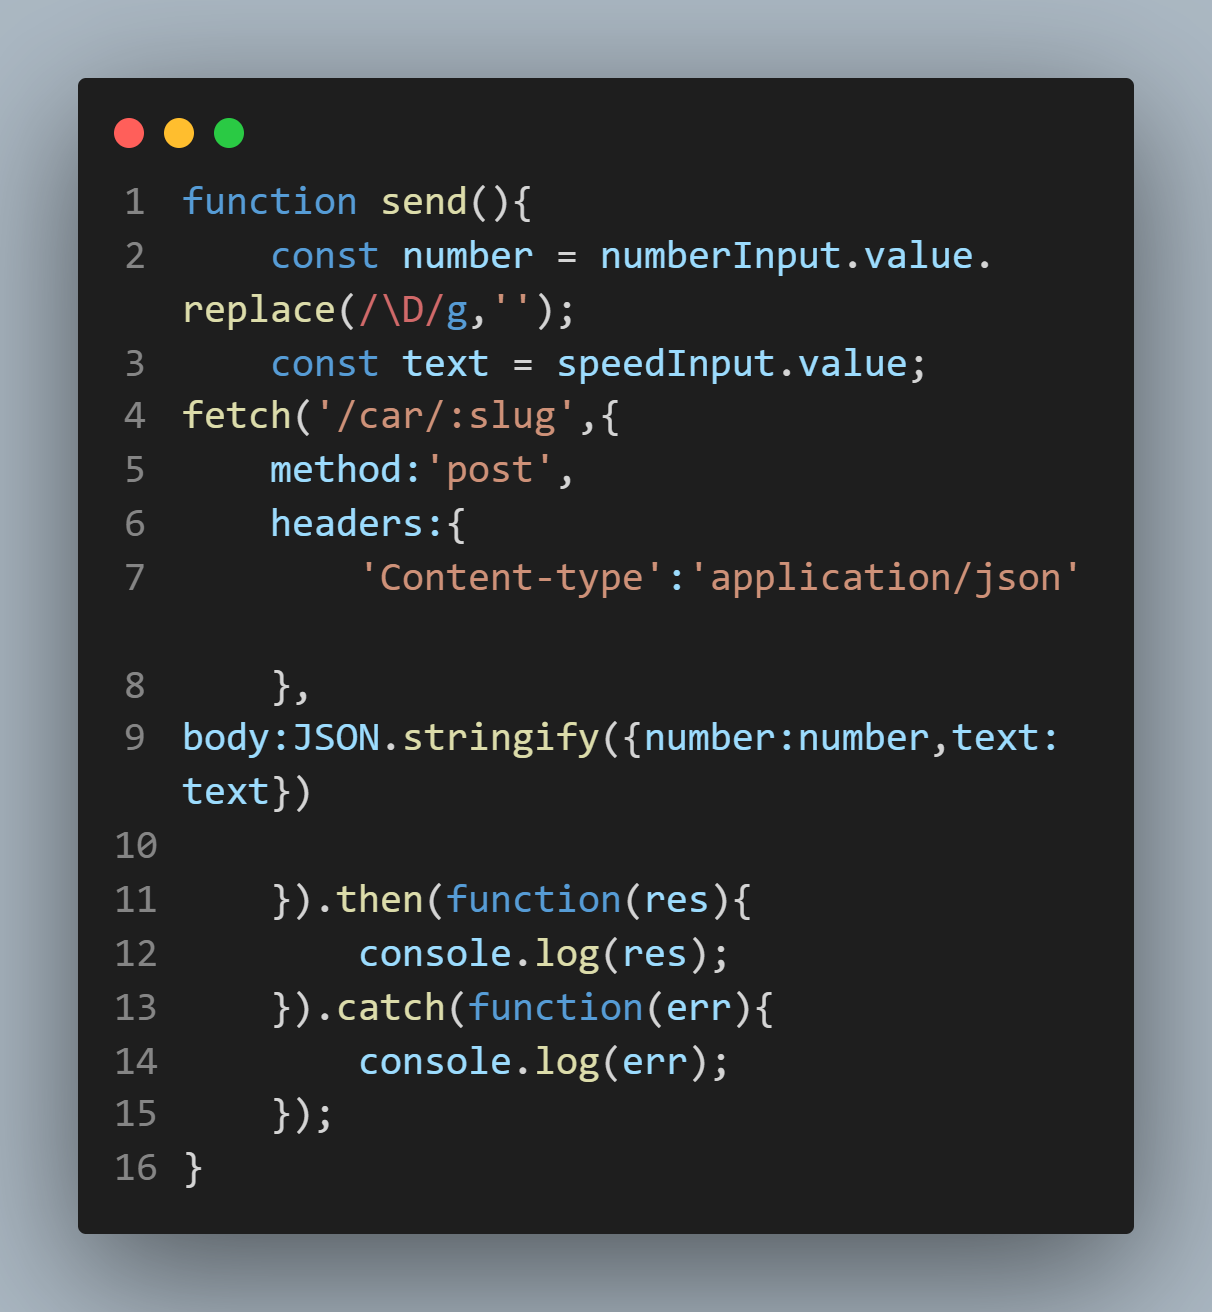 1 function send(){
2     const number = numberInput.value.
replace(/\D/g,'');
3     const text = speedInput.value;
4 fetch('/car/:slug',{
5     method:'post',
6     headers:{
7         'Content-type':'application/json'
8     },
9 body:JSON.stringify({number:number,text:
text})
10
11     }).then(function(res){
12         console.log(res);
13     }).catch(function(err){
14         console.log(err);
15     });
16 }